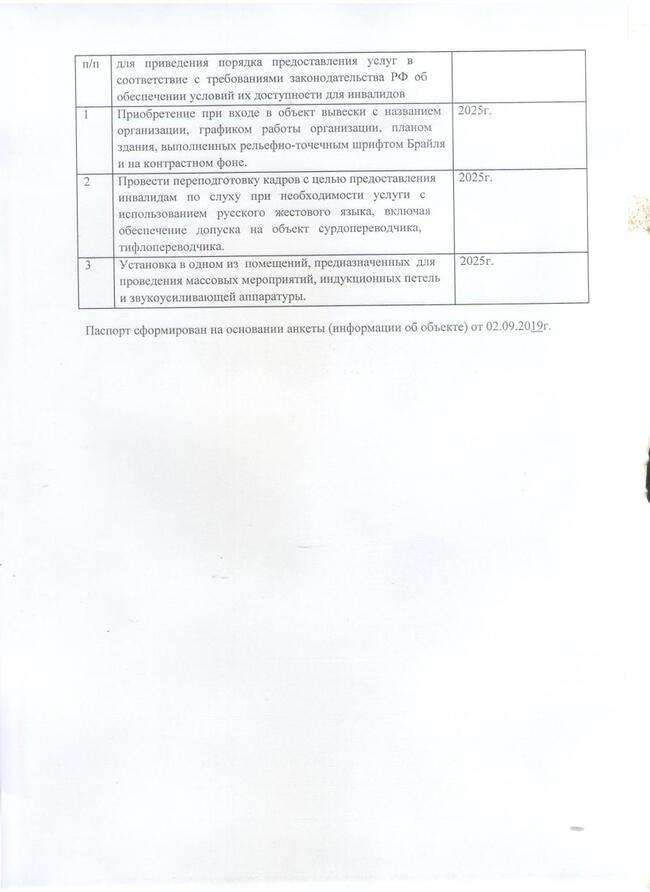 п/п для приведения порядка предоставления услуг в
соответствие с требованиями законодательства РФ об
обеспечении условий их доступности для инвалидов
1 Приобретение при входе в объект вывески с названием 2025г.
организации, графиком работы организации, планом
здания, выполненных рельефно-точечным шрифтом Брайля
и на контрастном фоне.
2 Провести переподготовку кадров с целью предоставления 2025г.
инвалидам по слуху при необходимости услуги с
использованием русского жестового языка, включая
обеспечение допуска на объект сурдопереводчика,
тифлопереводчика.
3 Установка в одном из помещений, предназначенных для 2025г.
проведения массовых мероприятий, индукционных петель
и звукоусиливающей аппаратуры.
Паспорт сформирован на основании анкеты (информации об объекте) от 02.09.2019г.